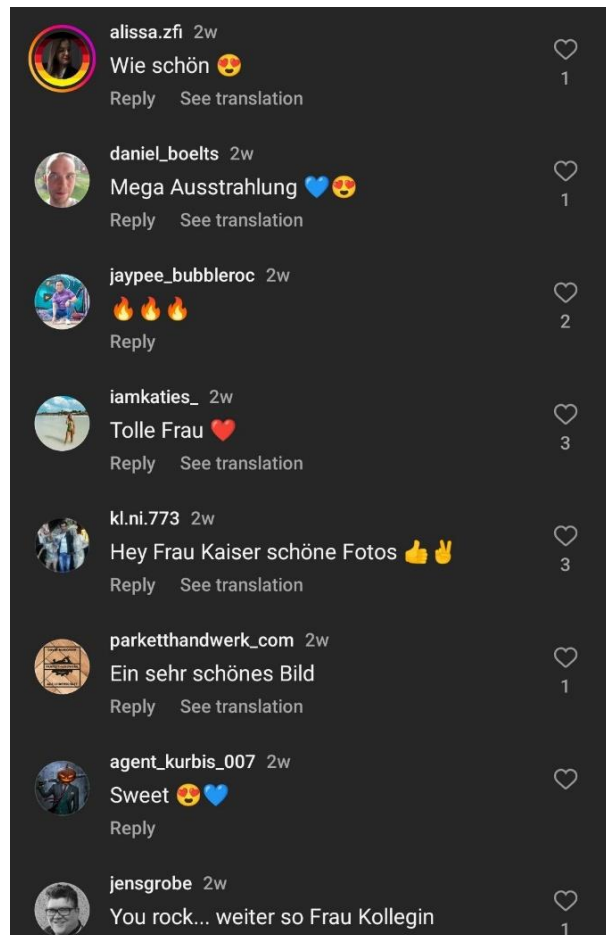 alissa.zfi 2w
Wie schön 😍
1
Reply See translation
daniel_boelts 2w
Mega Ausstrahlung 💙😍
1
Reply See translation
jaypee_bubbleroc 2w
🔥🔥🔥
2
Reply
iamkaties_ 2w
Tolle Frau ❤️
3
Reply See translation
kl.ni.773 2w
Hey Frau Kaiser schöne Fotos 👍✌️
3
Reply See translation
parketthandwerk_com 2w
Ein sehr schönes Bild
1
Reply See translation
agent_kurbis_007 2w
Sweet 😍💙
Reply
jensgrobe 2w
You rock... weiter so Frau Kollegin
1